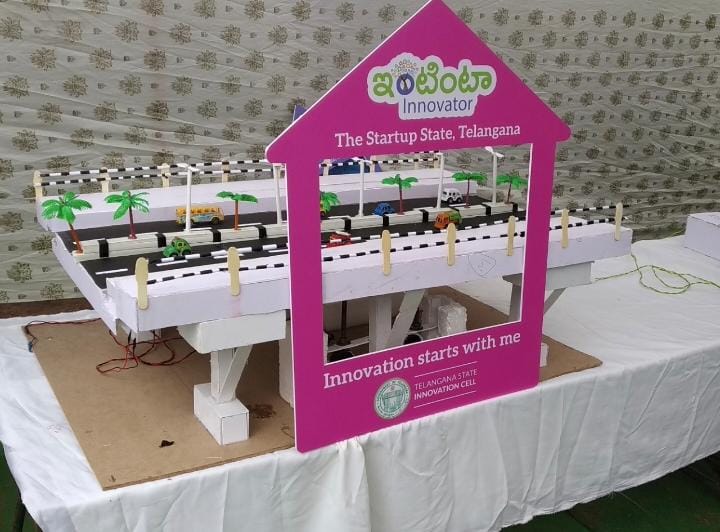 ఇంటింటా
Innovator
The Startup State, Telangana
Innovation starts with me
TELANGANA STATE
INNOVATION CELL